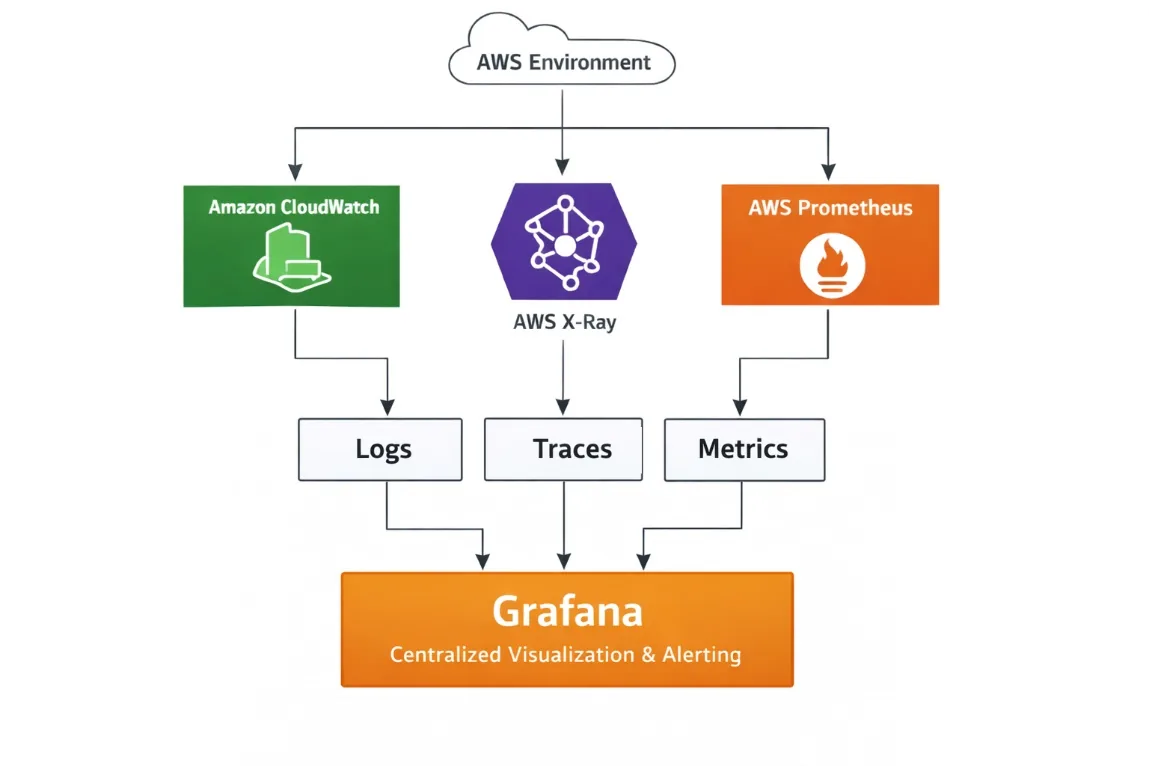 AWS Environment
Amazon CloudWatch
AWS Prometheus
AWS X-Ray
Logs
Traces
Metrics
Grafana
Centralized Visualization & Alerting